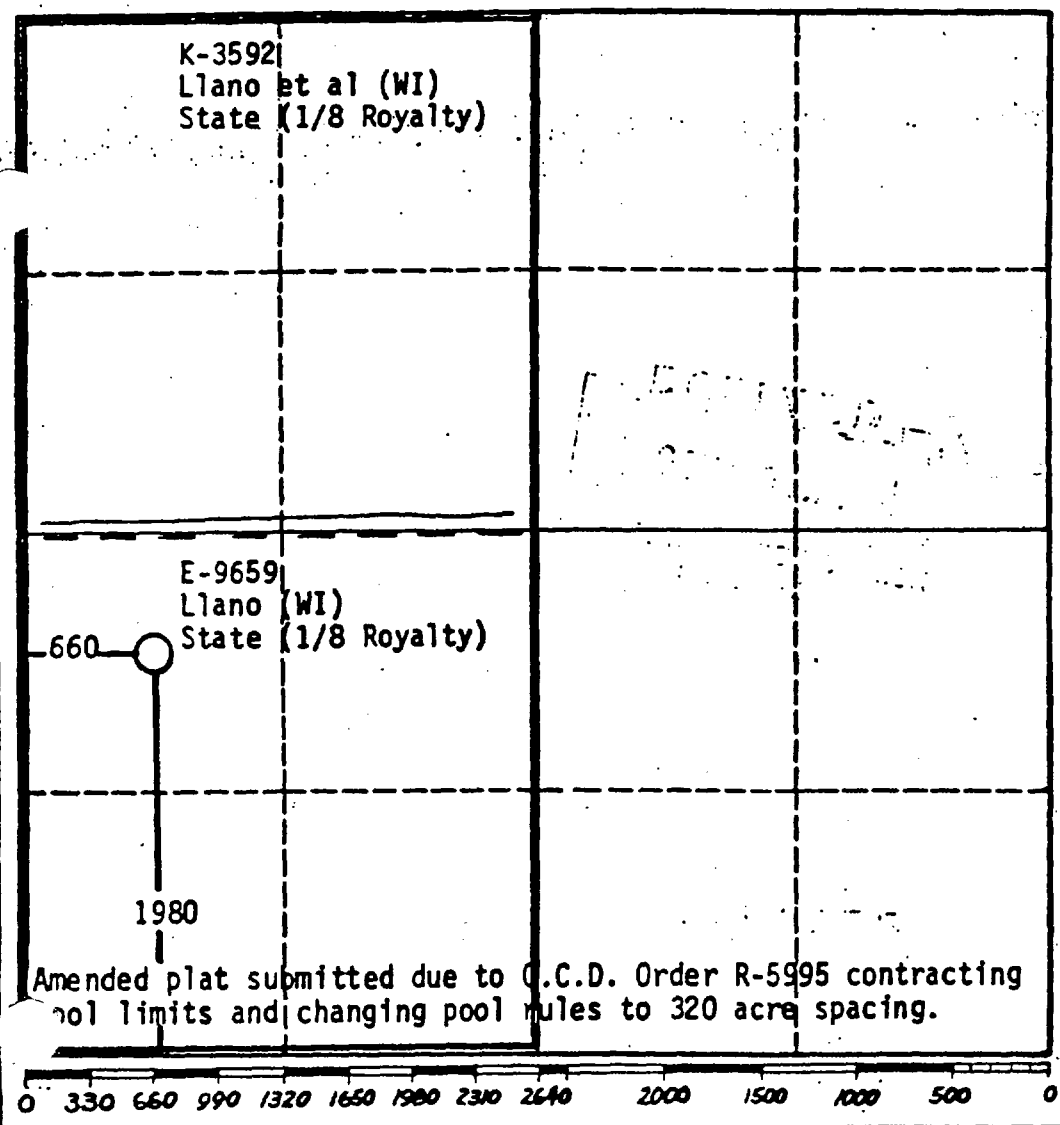 K-3592
Llano et al (WI)
State (1/8 Royalty)
E-9659
Llano (WI)
State (1/8 Royalty)
660
1980
Amended plat submitted due to O.C.D. Order R-5995 contracting
pool limits and changing pool rules to 320 acre spacing.
0 330 660 990 1320 1650 1980 2310 2640 2000 1500 1000 500 0